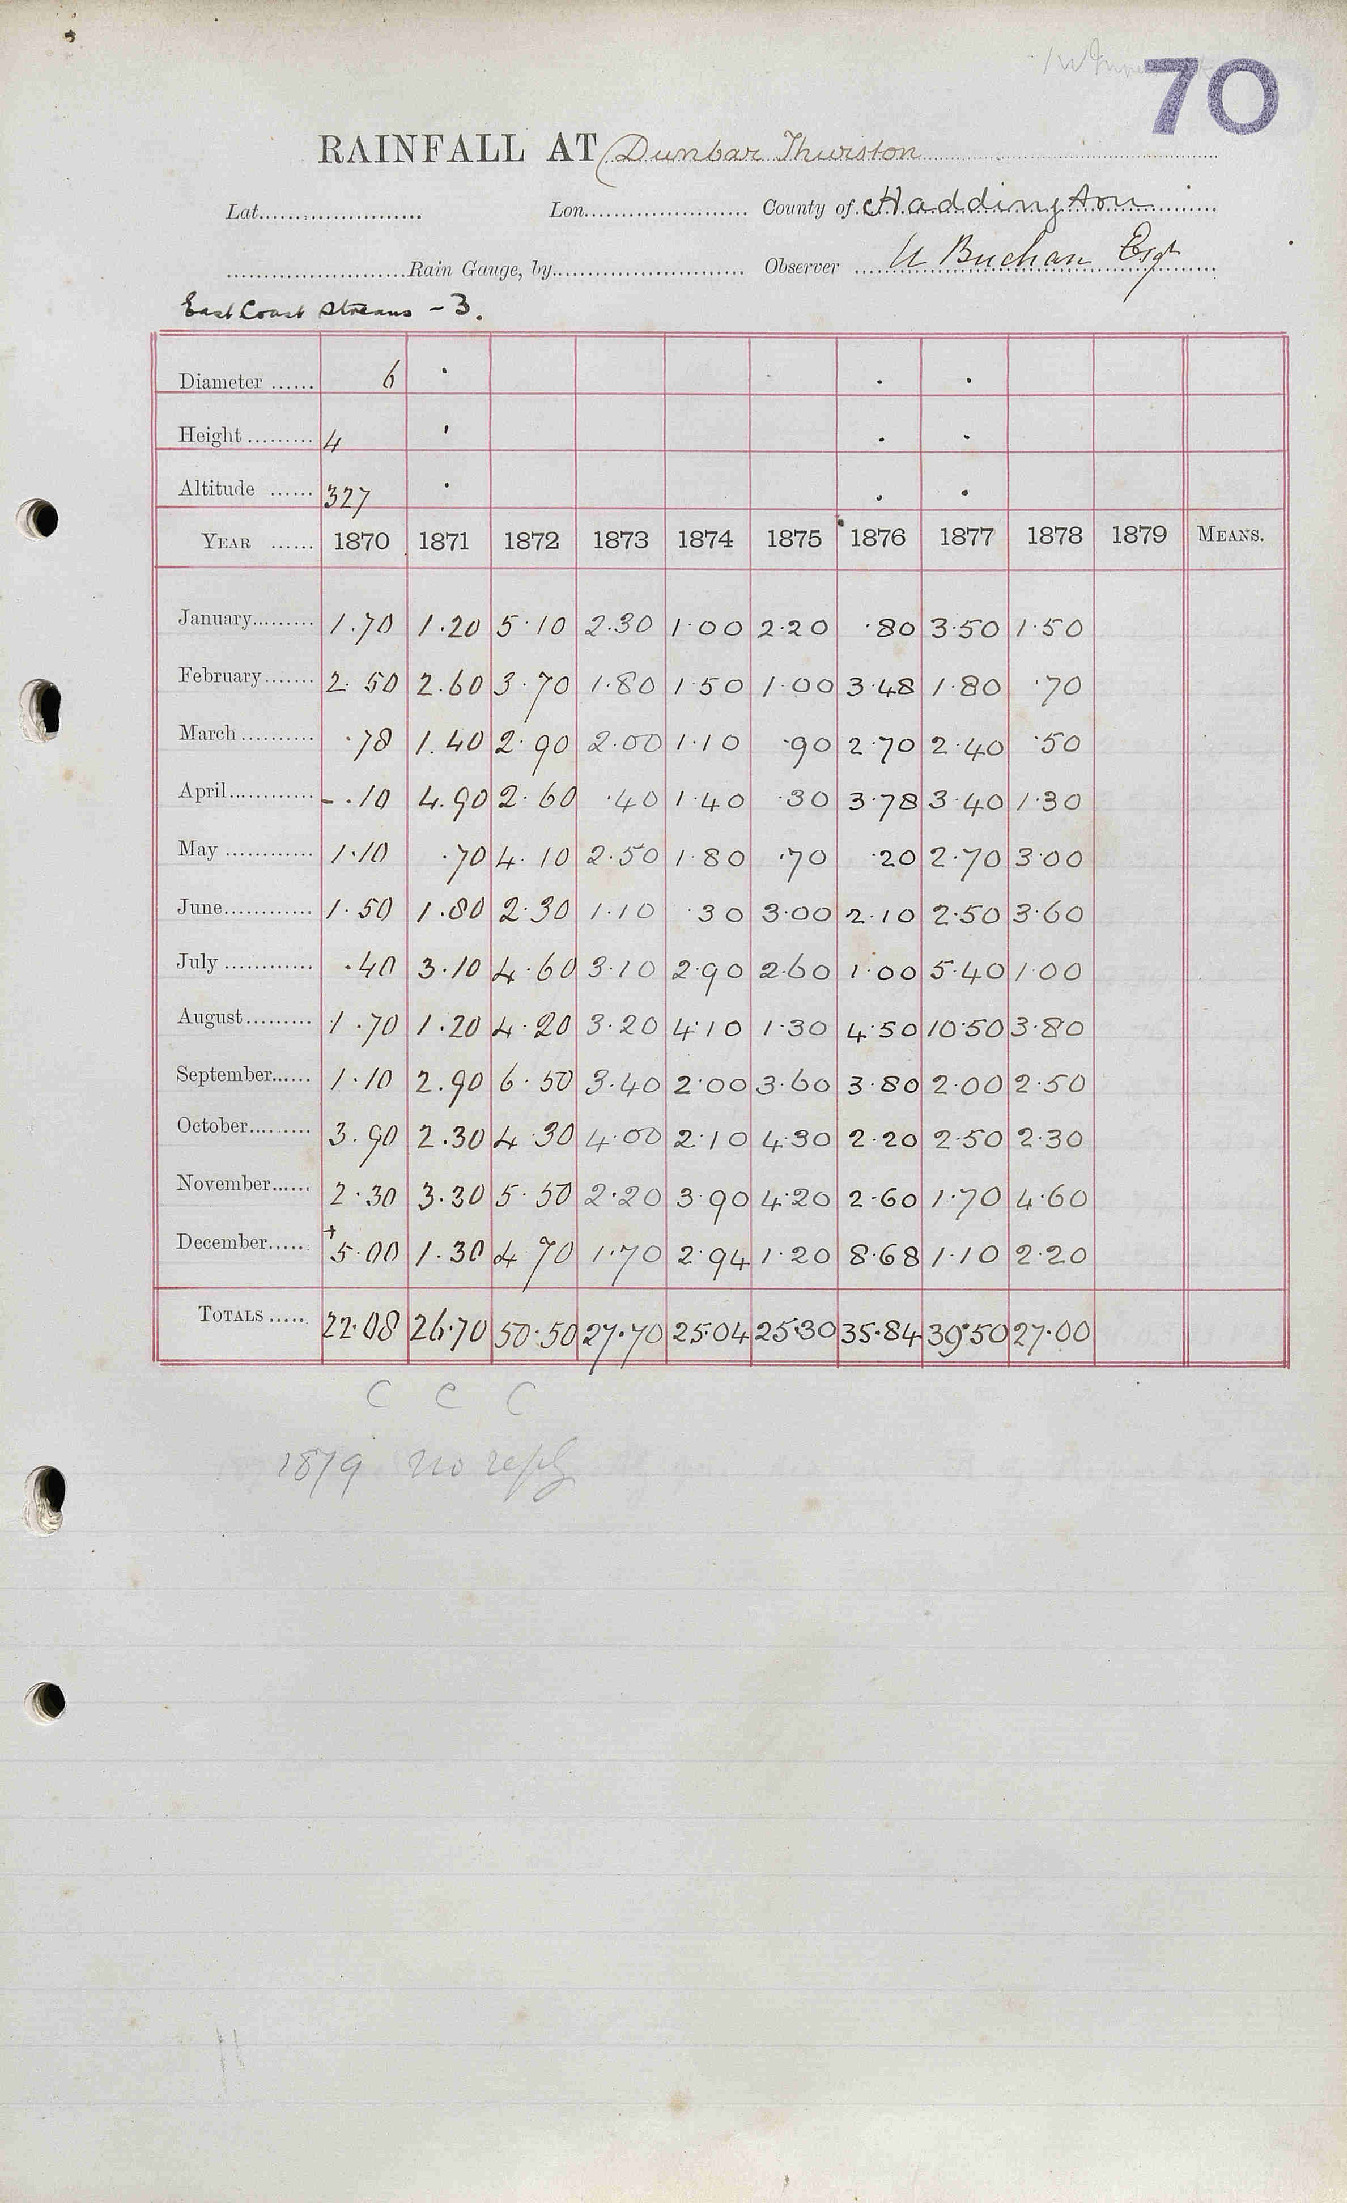 70
RAINFALL AT Dunbar Thurston
Lat. Lon. County of Haddington
Rain Gauge, by Observer Buchan Esqr
East Coast Streams - 3.
Diameter 6 . . .
Height 4 . . .
Altitude 327 . . .
YEAR 1870 1871 1872 1873 1874 1875 1876 1877 1878 1879 MEANS.
January 1.70 1.20 5.10 2.30 1.00 2.20 .80 3.50 1.50
February 2.50 2.60 3.70 1.80 1.50 1.00 3.48 1.80 .70
March .78 1.40 2.90 2.00 1.10 .90 2.70 2.40 .50
April -.10 4.90 2.60 .40 1.40 .30 3.78 3.40 1.30
May 1.10 .70 4.10 2.50 1.80 .70 .20 2.70 3.00
June 1.50 1.80 2.30 1.10 .30 3.00 2.10 2.50 3.60
July .40 3.10 4.60 3.10 2.90 2.60 1.00 5.40 1.00
August 1.70 1.20 4.20 3.20 4.10 1.30 4.50 10.50 3.80
September 1.10 2.90 6.50 3.40 2.00 3.60 3.80 2.00 2.50
October 3.90 2.30 4.30 4.00 2.10 4.30 2.20 2.50 2.30
November 2.30 3.30 5.50 2.20 3.90 4.20 2.60 1.70 4.60
December +5.00 1.30 4.70 1.70 2.94 1.20 8.68 1.10 2.20
TOTALS 22.08 26.70 50.50 27.70 25.04 25.30 35.84 39.50 27.00
C C C
1879 no reply